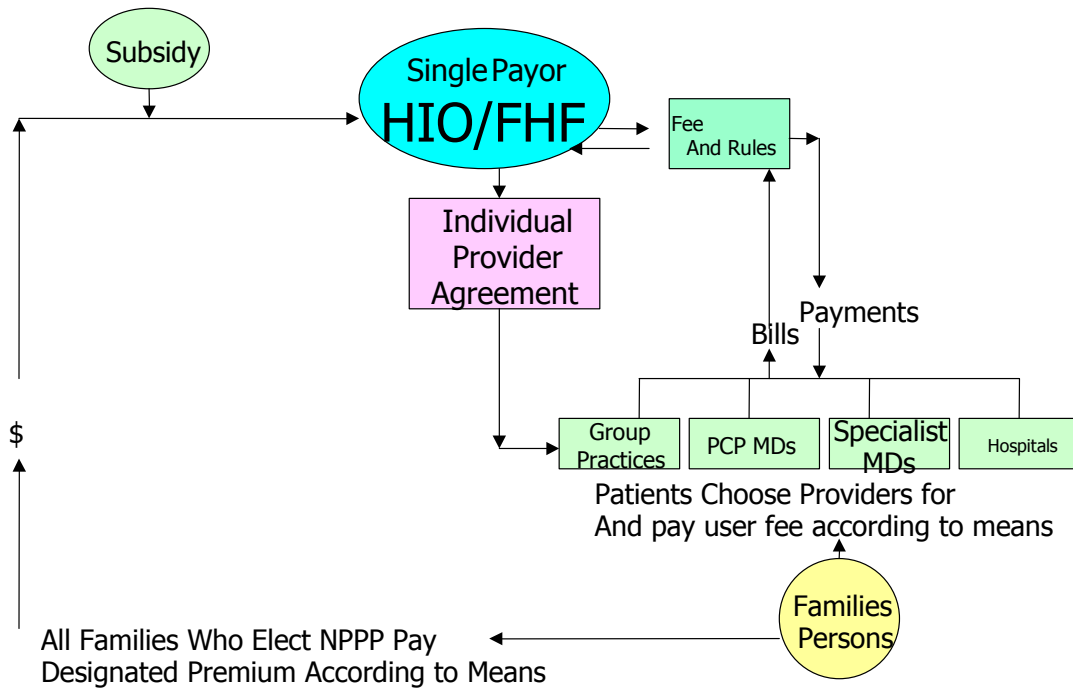 Subsidy
Single Payor
HIO/FHF
Fee
And Rules
Individual
Provider
Agreement
Payments
Bills
$
Group
Practices
PCP MDs
Specialist
MDs
Hospitals
Patients Choose Providers for
And pay user fee according to means
Families
Persons
All Families Who Elect NPPP Pay
Designated Premium According to Means